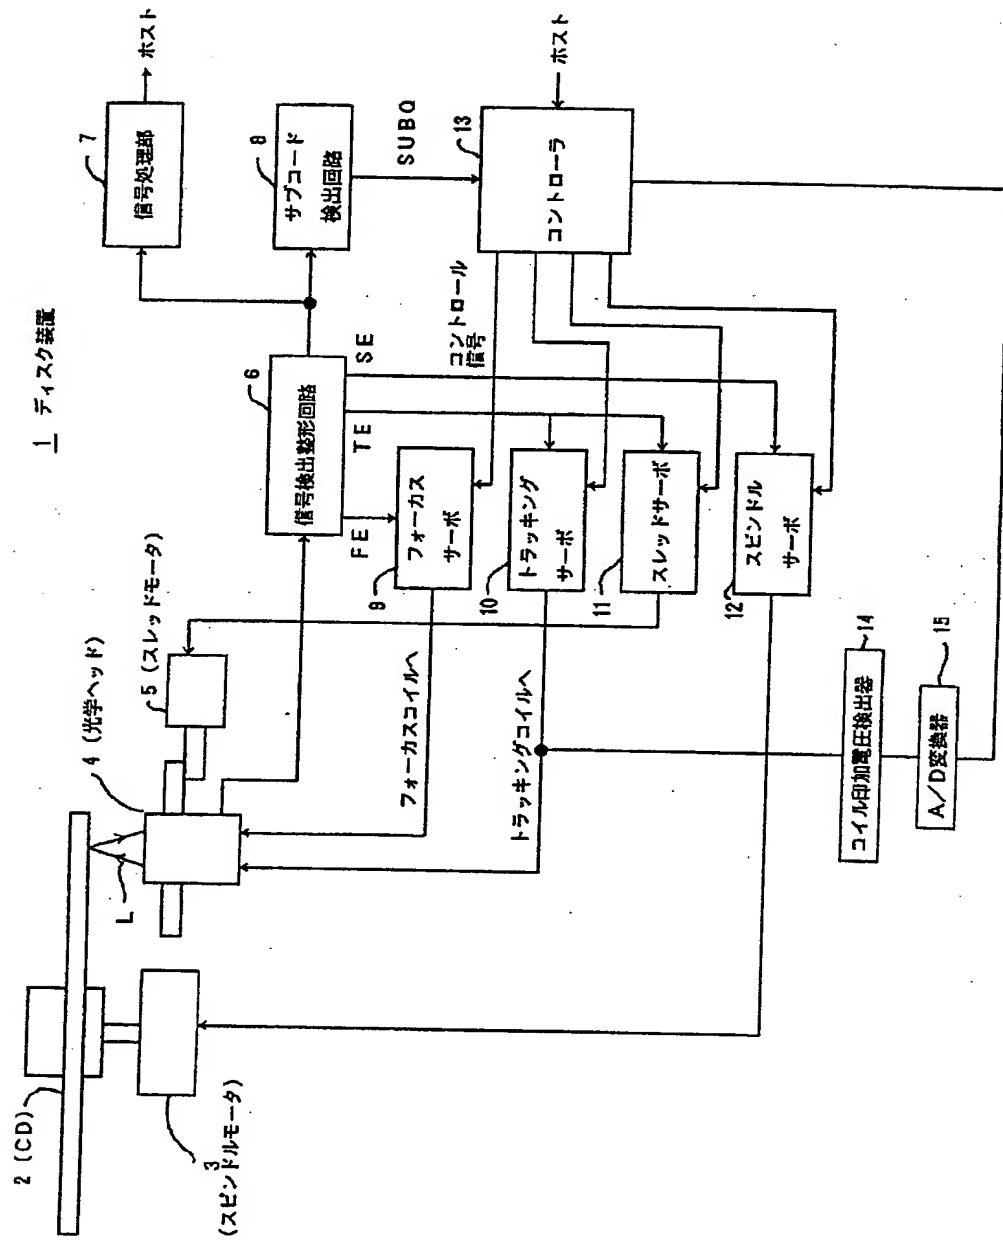 1 ディスク装置
2 (CD)
3
(スピンドルモータ)
L
4 (光学ヘッド)
5 (スレッドモータ)
6
信号検出整形回路
7
信号処理部
ホスト
8
サブコード
検出回路
SUBQ
FE
TE
SE
コントロール
信号
13
コントローラ
ホスト
9
フォーカス
サーボ
10
トラッキング
サーボ
11
スレッドサーボ
12
スピンドル
サーボ
フォーカスコイルへ
トラッキングコイルへ
14
コイル印加電圧検出器
15
A/D変換器